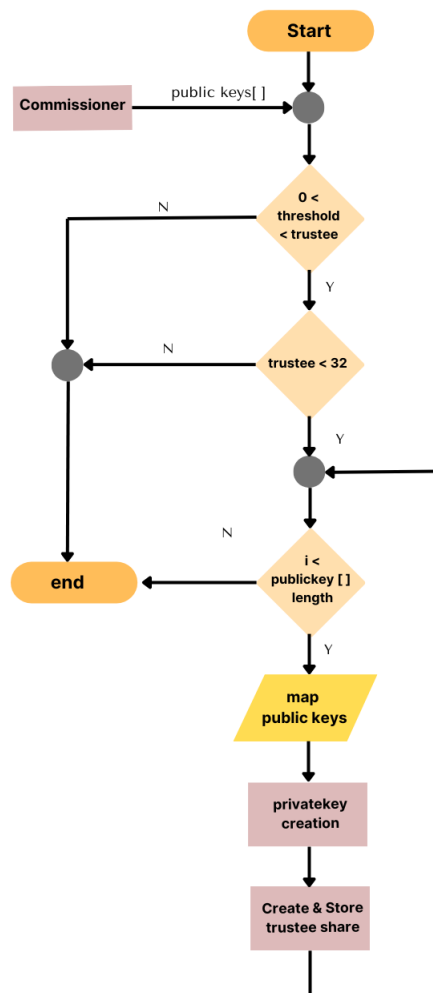 Start
Commissioner
public keys[ ]
0 <
threshold
< trustee
N
Y
trustee < 32
N
Y
N
i <
publickey [ ]
length
end
Y
map
public keys
privatekey
creation
Create & Store
trustee share